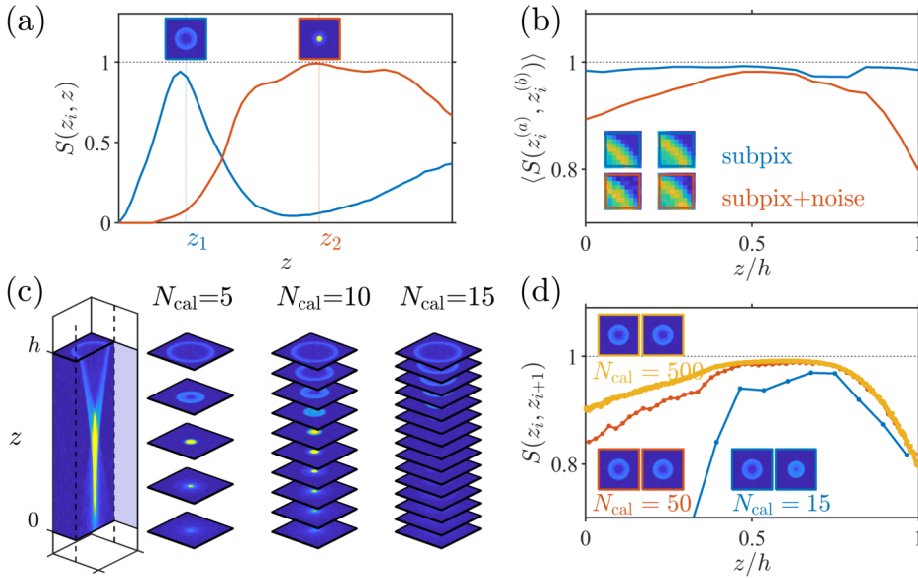 (a)
S(z_i, z)
1
0.5
0
z_1
z_2
z
(b)
⟨S(z_i^{(a)}, z_i^{(b)})⟩
1
0.8
subpix
subpix+noise
0
0.5
1
z/h
(c)
N_cal=5
N_cal=10
N_cal=15
h
z
0
(d)
S(z_i, z_{i+1})
1
0.8
N_cal = 500
N_cal = 50
N_cal = 15
0
0.5
1
z/h